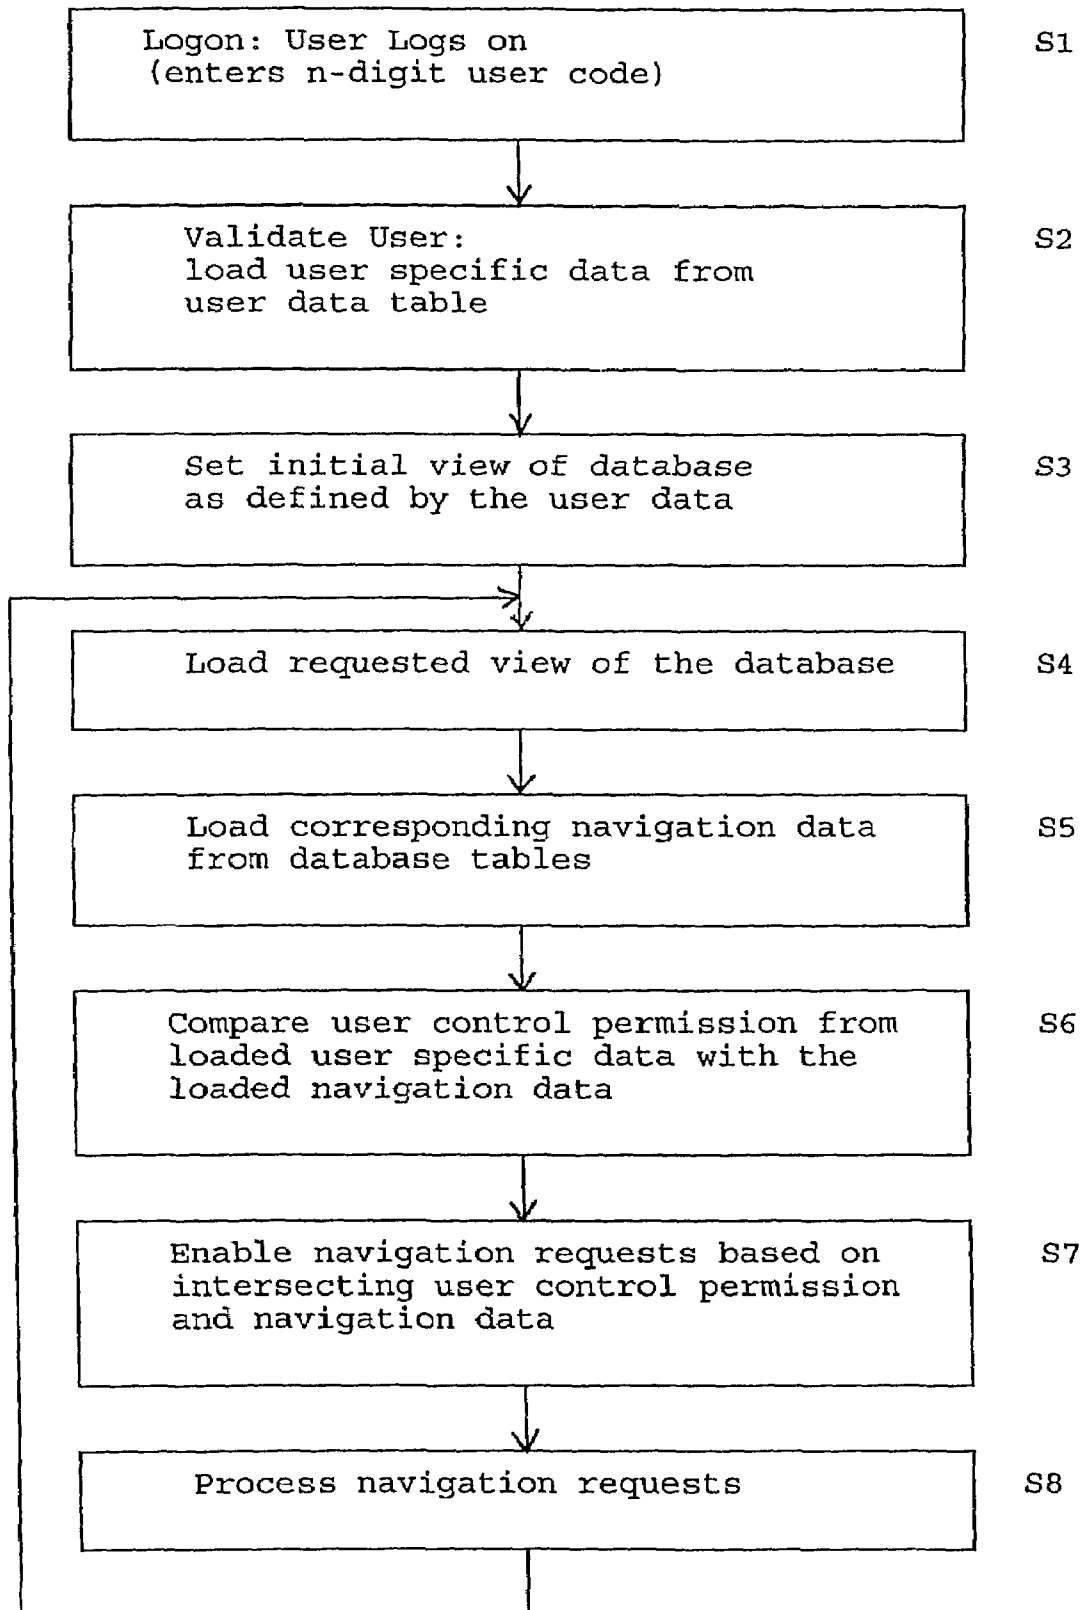 Logon: User Logs on
(enters n-digit user code)
S1
Validate User:
load user specific data from
user data table
S2
Set initial view of database
as defined by the user data
S3
Load requested view of the database
S4
Load corresponding navigation data
from database tables
S5
Compare user control permission from
loaded user specific data with the
loaded navigation data
S6
Enable navigation requests based on
intersecting user control permission
and navigation data
S7
Process navigation requests
S8